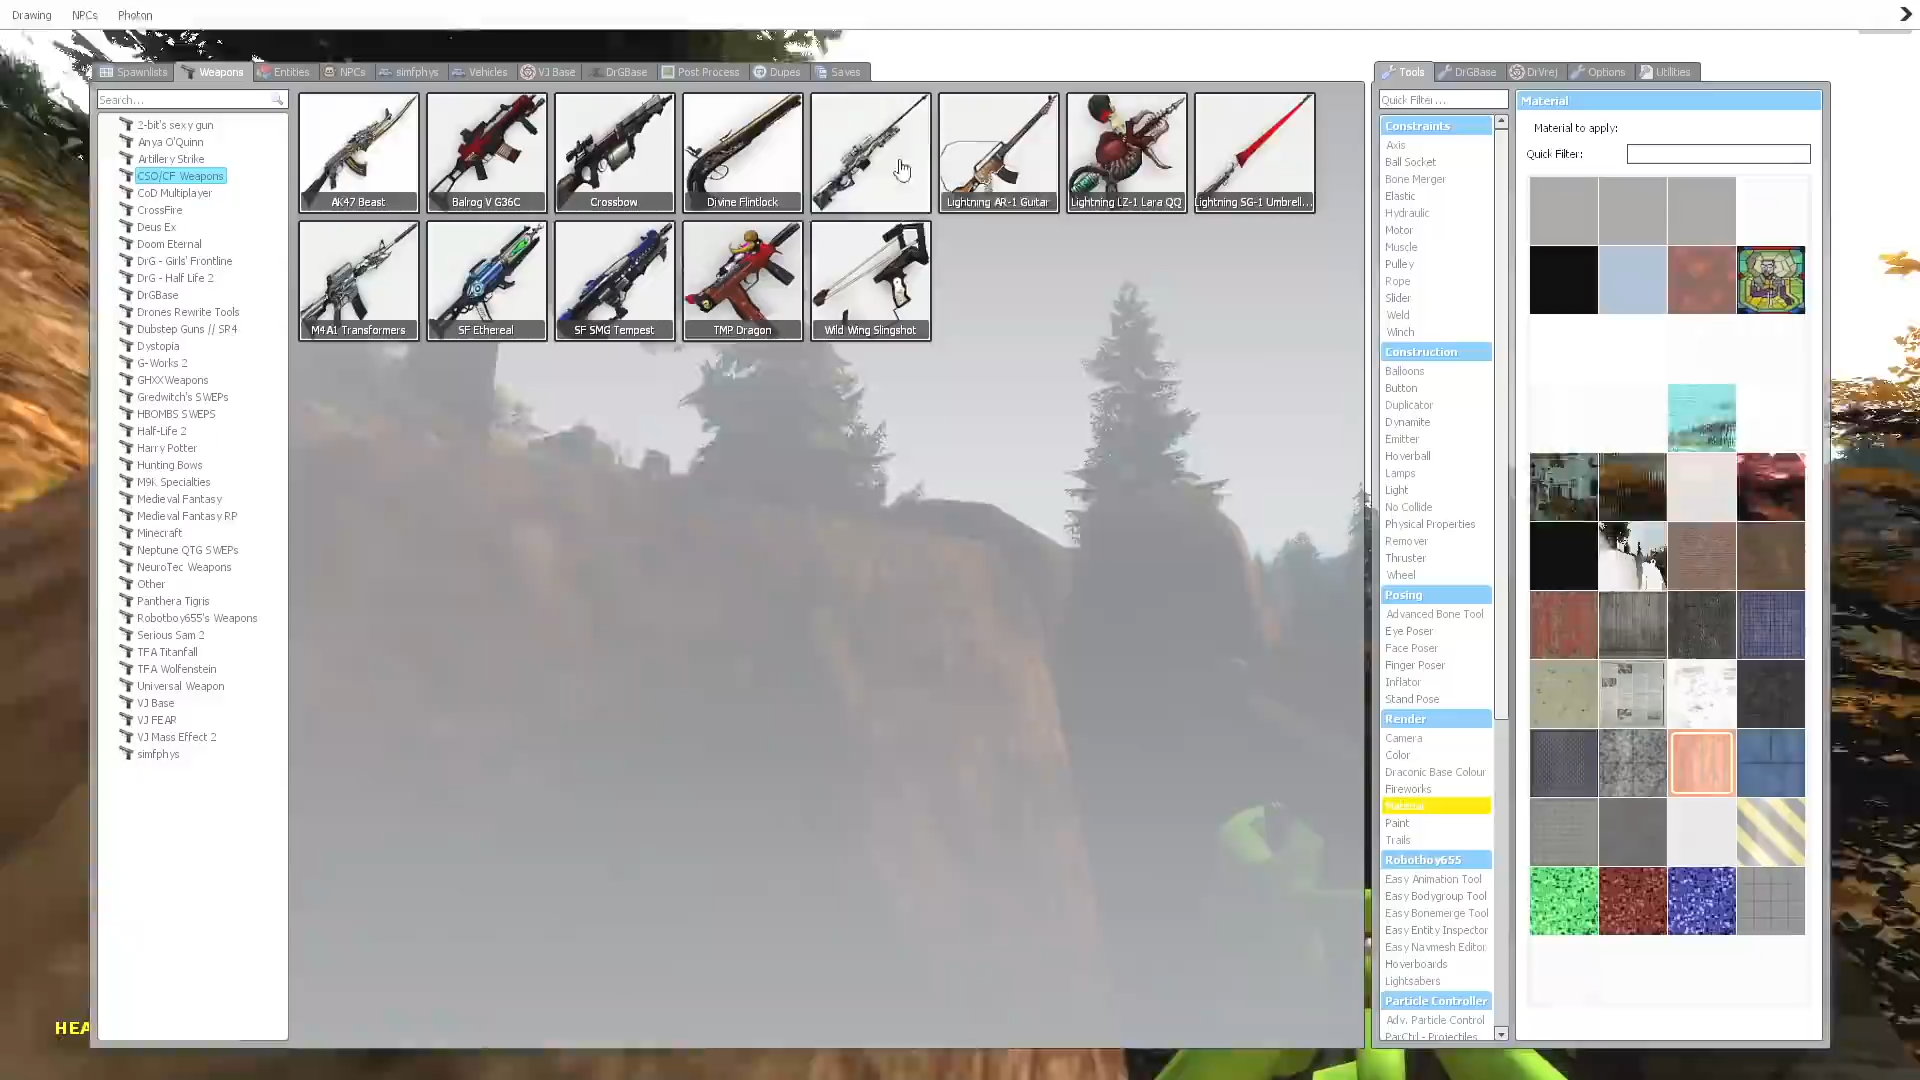 Drawing NPCs Photon
Spawnlists Weapons Entities NPCs simfphys Vehicles VJ Base DrGBase Post Process Dupes Saves
Tools DrGBase DrVrej Options Utilities
Search...
2-bit's sexy gun
Anya O'Quinn
Artillery Strike
CSO/CF Weapons
CoD Multiplayer
CrossFire
Deus Ex
Doom Eternal
DrG - Girls' Frontline
DrG - Half Life 2
DrGBase
Drones Rewrite Tools
Dubstep Guns // SR4
Dystopia
G-Works 2
GHXXWeapons
Gredwitch's SWEPs
HBOMBS SWEPS
Half-Life 2
Harry Potter
Hunting Bows
M9k Specialties
Medieval Fantasy
Medieval Fantasy RP
Minecraft
Neptune QTG SWEPs
NeuroTec Weapons
Other
Panthera Tigris
Robotboy655's Weapons
Serious Sam 2
TFA Titanfall
TFA Wolfenstein
Universal Weapon
VJ Base
VJ FEAR
VJ Mass Effect 2
simfphys
AK47 Beast
Balrog V G36C
Crossbow
Divine Flintlock
Lightning AR-1 Guitar
Lightning LZ-1 Lara QQ
Lightning SG-1 Umbrell...
M4A1 Transformers
SF Ethereal
SF SMG Tempest
TMP Dragon
Wild Wing Slingshot
Quick Filter...
Constraints
Axis
Ball Socket
Bone Merger
Elastic
Hydraulic
Motor
Muscle
Pulley
Rope
Slider
Weld
Winch
Construction
Balloons
Button
Duplicator
Dynamite
Emitter
Hoverball
Lamps
Light
No Collide
Physical Properties
Remover
Thruster
Wheel
Posing
Advanced Bone Tool
Eye Poser
Face Poser
Finger Poser
Inflator
Stand Pose
Render
Camera
Color
Draconic Base Colour
Fireworks
Material
Paint
Trails
Robotboy655
Easy Animation Tool
Easy Bodygroup Tool
Easy Bonemerge Tool
Easy Entity Inspector
Easy Navmesh Editor
Hoverboards
Lightsabers
Particle Controller
Adv. Particle Control
ParCtrl - Projectiles
Material
Material to apply:
Quick Filter:
HEA